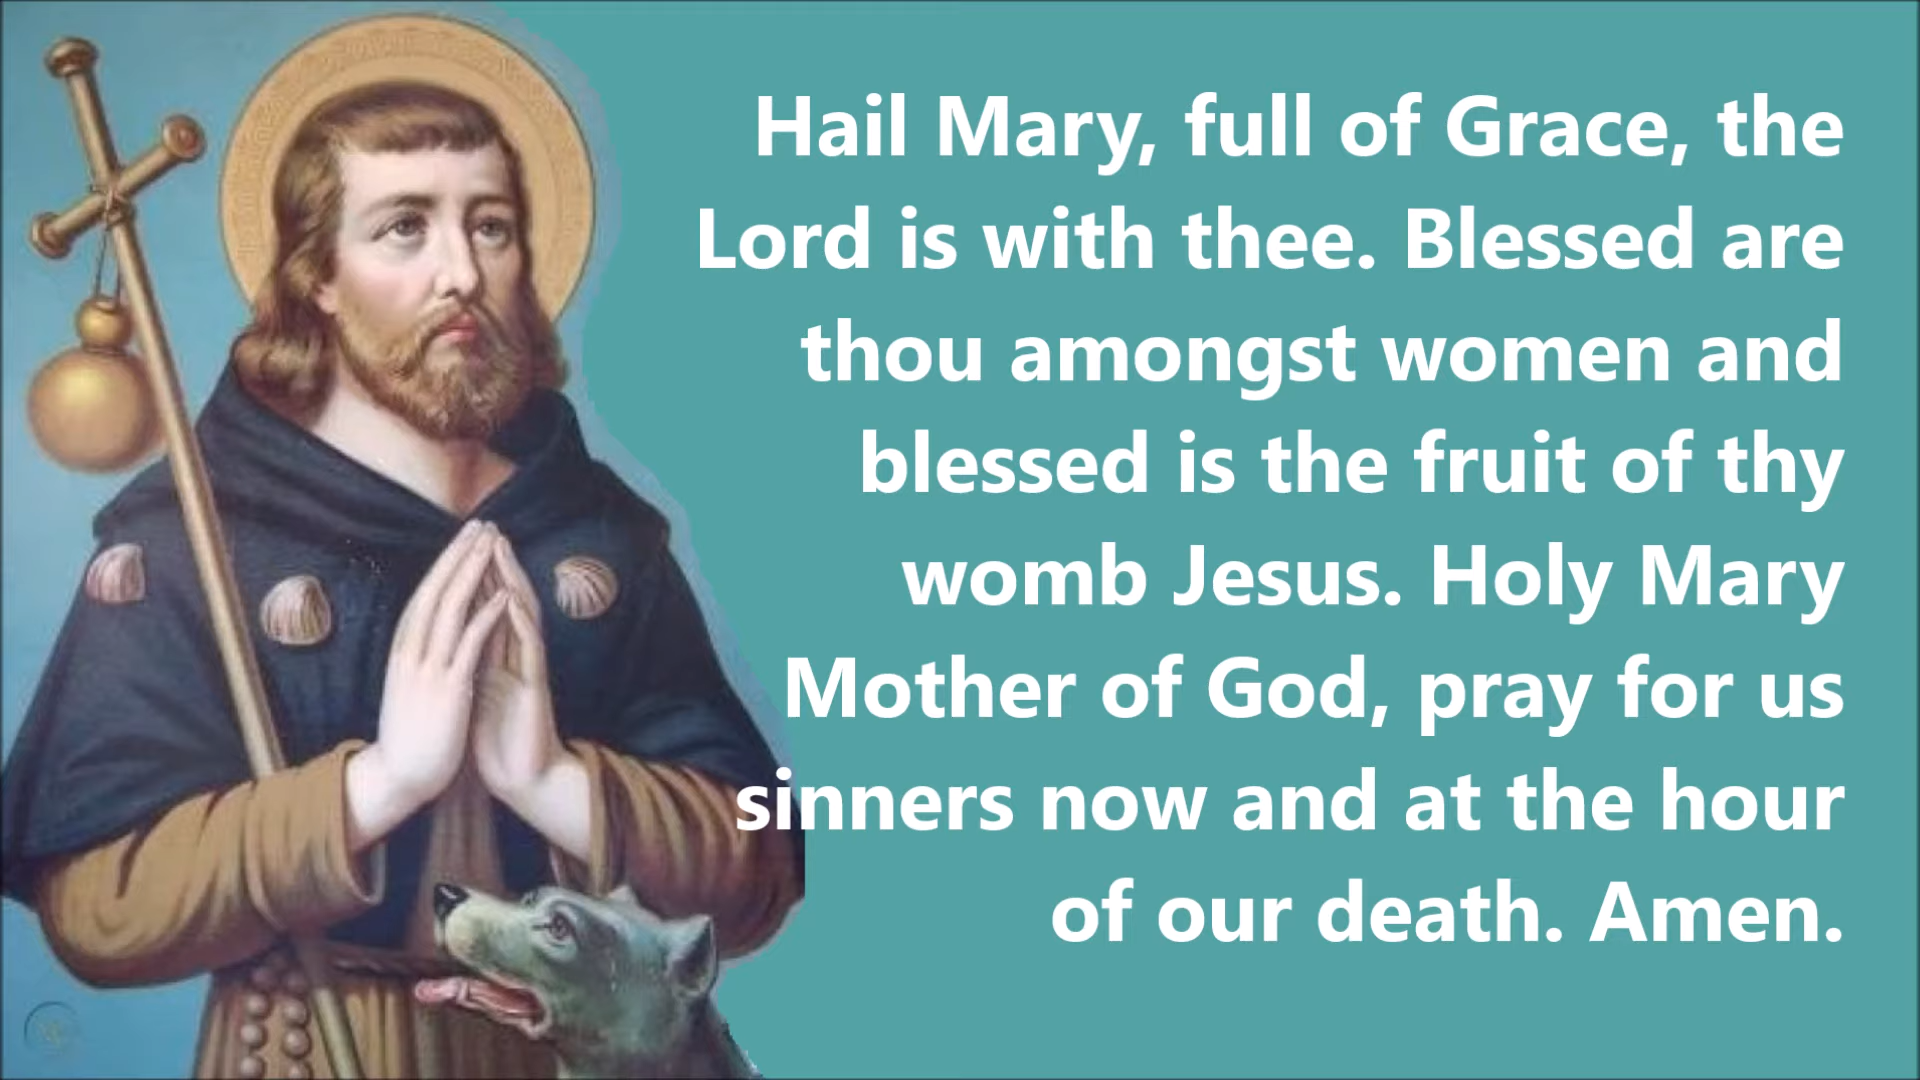 Hail Mary, full of Grace, the
Lord is with thee. Blessed are
thou amongst women and
blessed is the fruit of thy
womb Jesus. Holy Mary
Mother of God, pray for us
sinners now and at the hour
of our death. Amen.